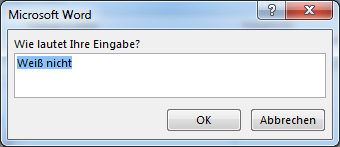 Microsoft Word
Wie lautet Ihre Eingabe?
Weiß nicht
OK
Abbrechen